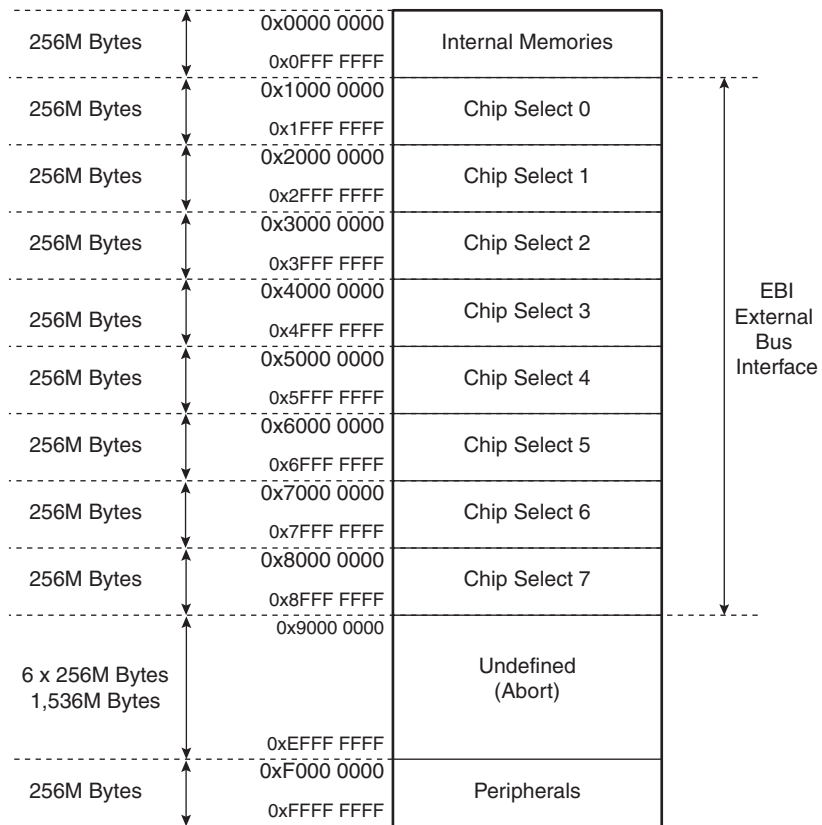 0x0000 0000
256M Bytes
Internal Memories
0x0FFF FFFF
0x1000 0000
256M Bytes
Chip Select 0
0x1FFF FFFF
0x2000 0000
256M Bytes
Chip Select 1
0x2FFF FFFF
0x3000 0000
256M Bytes
Chip Select 2
0x3FFF FFFF
0x4000 0000
256M Bytes
Chip Select 3
0x4FFF FFFF
0x5000 0000
256M Bytes
Chip Select 4
0x5FFF FFFF
0x6000 0000
256M Bytes
Chip Select 5
0x6FFF FFFF
0x7000 0000
256M Bytes
Chip Select 6
0x7FFF FFFF
0x8000 0000
256M Bytes
Chip Select 7
0x8FFF FFFF
EBI
External
Bus
Interface
0x9000 0000
6 x 256M Bytes
1,536M Bytes
Undefined
(Abort)
0xEFFF FFFF
0xF000 0000
256M Bytes
Peripherals
0xFFFF FFFF